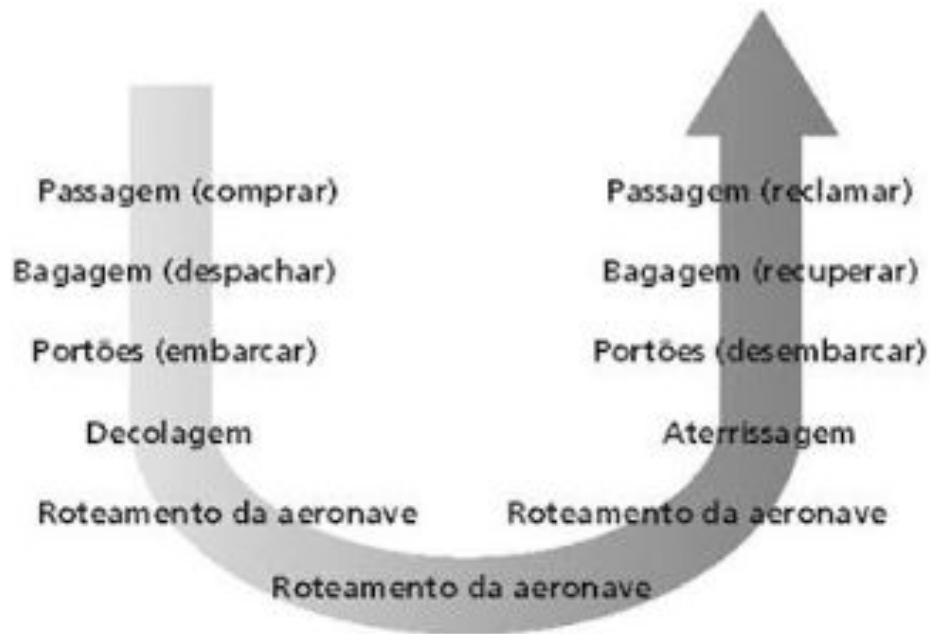 Passagem (comprar)
Bagagem (despachar)
Portões (embarcar)
Decolagem
Roteamento da aeronave
Roteamento da aeronave
Roteamento da aeronave
Aterrissagem
Portões (desembarcar)
Bagagem (recuperar)
Passagem (reclamar)